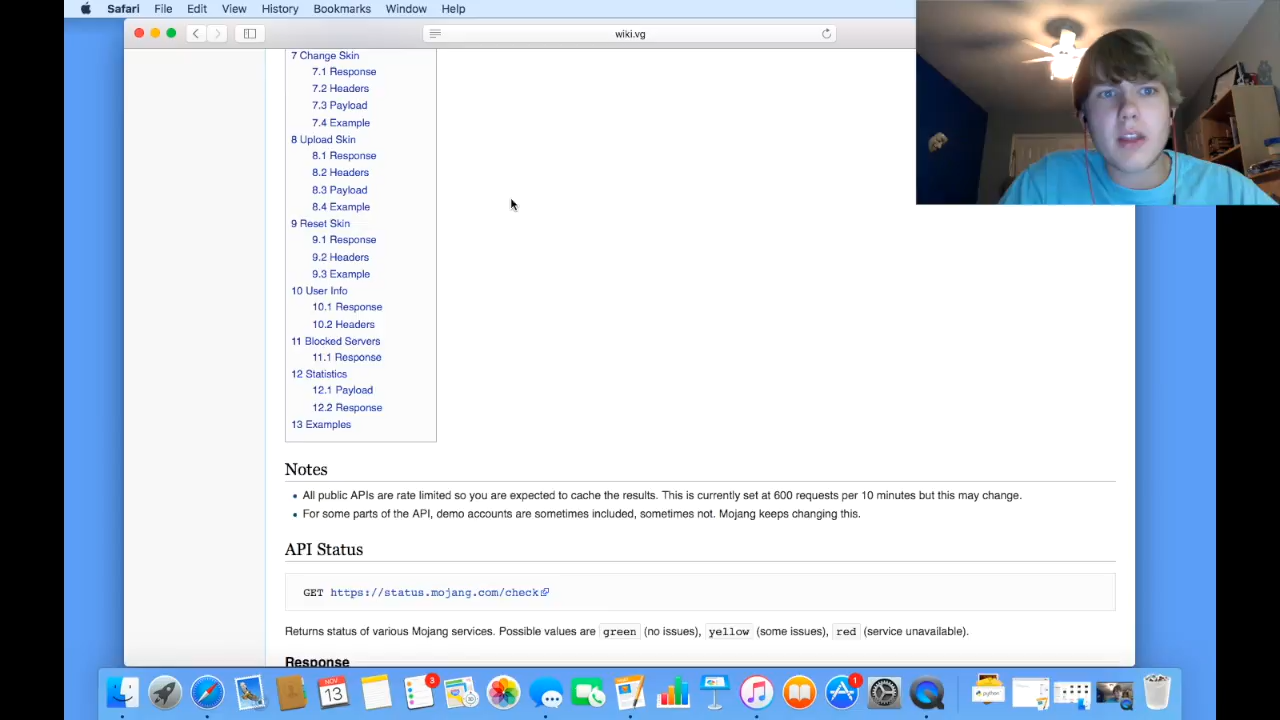 Safari File Edit View History Bookmarks Window Help
wiki.vg
7 Change Skin
7.1 Response
7.2 Headers
7.3 Payload
7.4 Example
8 Upload Skin
8.1 Response
8.2 Headers
8.3 Payload
8.4 Example
9 Reset Skin
9.1 Response
9.2 Headers
9.3 Example
10 User Info
10.1 Response
10.2 Headers
11 Blocked Servers
11.1 Response
12 Statistics
12.1 Payload
12.2 Response
13 Examples
Notes
All public APIs are rate limited so you are expected to cache the results. This is currently set at 600 requests per 10 minutes but this may change.
For some parts of the API, demo accounts are sometimes included, sometimes not. Mojang keeps changing this.
API Status
GET https://status.mojang.com/check
Returns status of various Mojang services. Possible values are green (no issues), yellow (some issues), red (service unavailable).
Response
NOV
13
3
1
python